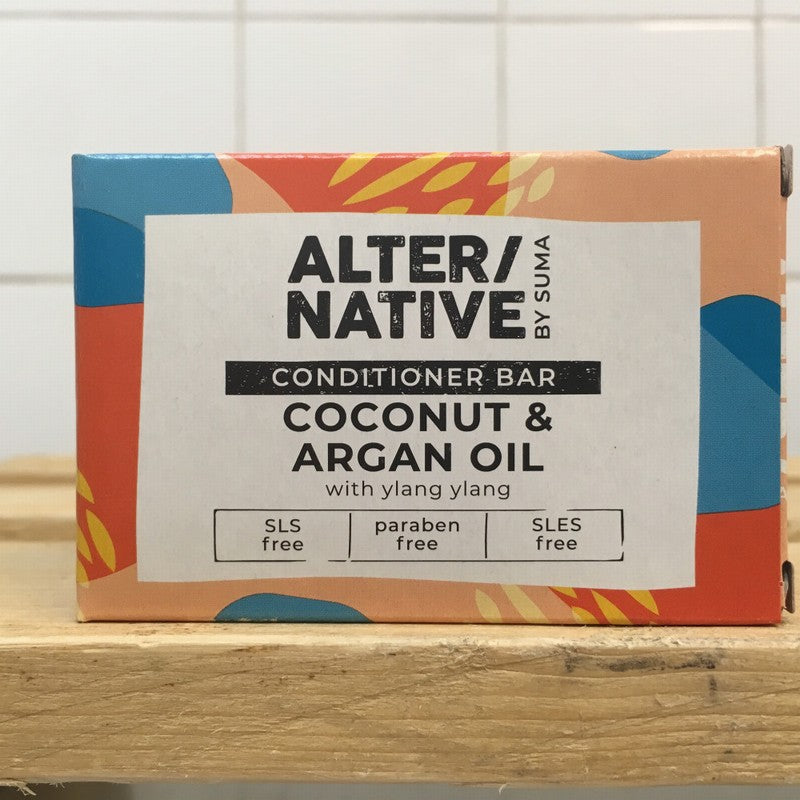 ALTER/
NATIVE
BY SUMA
CONDITIONER BAR
COCONUT &
ARGAN OIL
with ylang ylang
SLS
free
paraben
free
SLES
free